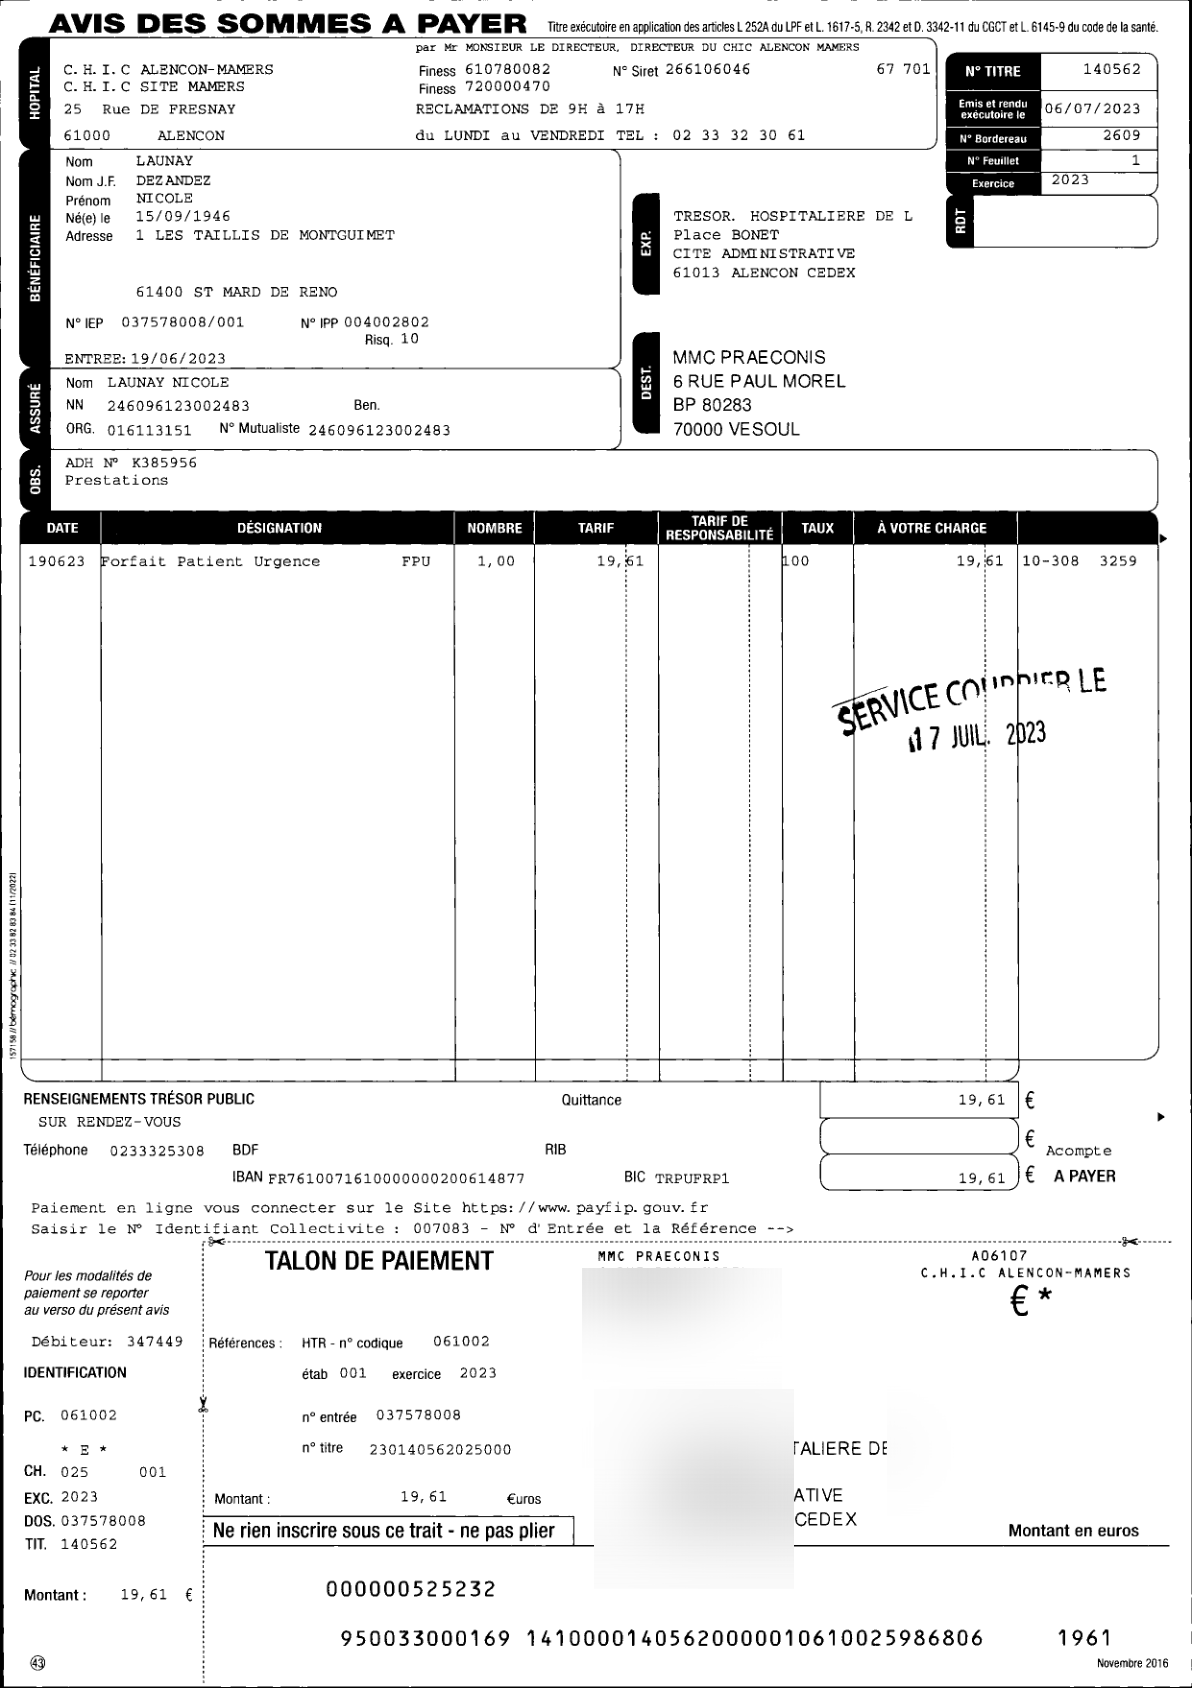 AVIS DES SOMMES A PAYER Titre exécutoire en application des articles L 252A du LPF et L. 1617-5, R. 2342 et D. 3342-11 du CGCT et L. 6145-9 du code de la santé.
par Mr MONSIEUR LE DIRECTEUR, DIRECTEUR DU CHIC ALENCON MAMERS
HOPITAL
C.H.I.C ALENCON-MAMERS Finess 610780082 N° Siret 266106046 67 701
C.H.I.C SITE MAMERS Finess 720000470
25 Rue DE FRESNAY RECLAMATIONS DE 9H à 17H
61000 ALENCON du LUNDI au VENDREDI TEL : 02 33 32 30 61
N° TITRE 140562
Emis et rendu exécutoire le 06/07/2023
N° Bordereau 2609
N° Feuillet 1
Exercice 2023
RDT
BÉNÉFICIAIRE
Nom LAUNAY
Nom J.F. DEZANDEZ
Prénom NICOLE
Né(e) le 15/09/1946
Adresse 1 LES TAILLIS DE MONTGUIMET
61400 ST MARD DE RENO
N° IEP 037578008/001 N° IPP 004002802
Risq. 10
ENTREE: 19/06/2023
EXP.
TRESOR. HOSPITALIERE DE L
Place BONET
CITE ADMINISTRATIVE
61013 ALENCON CEDEX
ASSURÉ
Nom LAUNAY NICOLE
NN 246096123002483 Ben.
ORG. 016113151 N° Mutualiste 246096123002483
DEST.
MMC PRAECONIS
6 RUE PAUL MOREL
BP 80283
70000 VESOUL
OBS.
ADH N° K385956
Prestations
DATE DÉSIGNATION NOMBRE TARIF TARIF DE RESPONSABILITÉ TAUX À VOTRE CHARGE
190623 Forfait Patient Urgence FPU 1,00 19,61 100 19,61 10-308 3259
SERVICE COURRIER LE
17 JUIL. 2023
157158 // bémographic // 02 33 82 83 84 (11/2022)
RENSEIGNEMENTS TRÉSOR PUBLIC Quittance 19,61 €
SUR RENDEZ-VOUS
€ Acompte
Téléphone 0233325308 BDF RIB
IBAN FR7610071610000000200614877 BIC TRPUFRP1 19,61 € A PAYER
Paiement en ligne vous connecter sur le Site https://www.payfip.gouv.fr
Saisir le N° Identifiant Collectivite : 007083 - N° d'Entrée et la Référence -->
TALON DE PAIEMENT MMC PRAECONIS A06107
C.H.I.C ALENCON-MAMERS
€ *
Pour les modalités de
paiement se reporter
au verso du présent avis
Débiteur: 347449 Références : HTR - n° codique 061002
IDENTIFICATION étab 001 exercice 2023
PC. 061002 n° entrée 037578008
* E * n° titre 230140562025000
TALIERE DE
CH. 025 001
EXC. 2023 Montant : 19,61 €uros
ATIVE
DOS. 037578008
CEDEX
Ne rien inscrire sous ce trait - ne pas plier Montant en euros
TIT. 140562
Montant : 19,61 €
000000525232
950033000169 14100001405620000010610025986806 1961
43 Novembre 2016